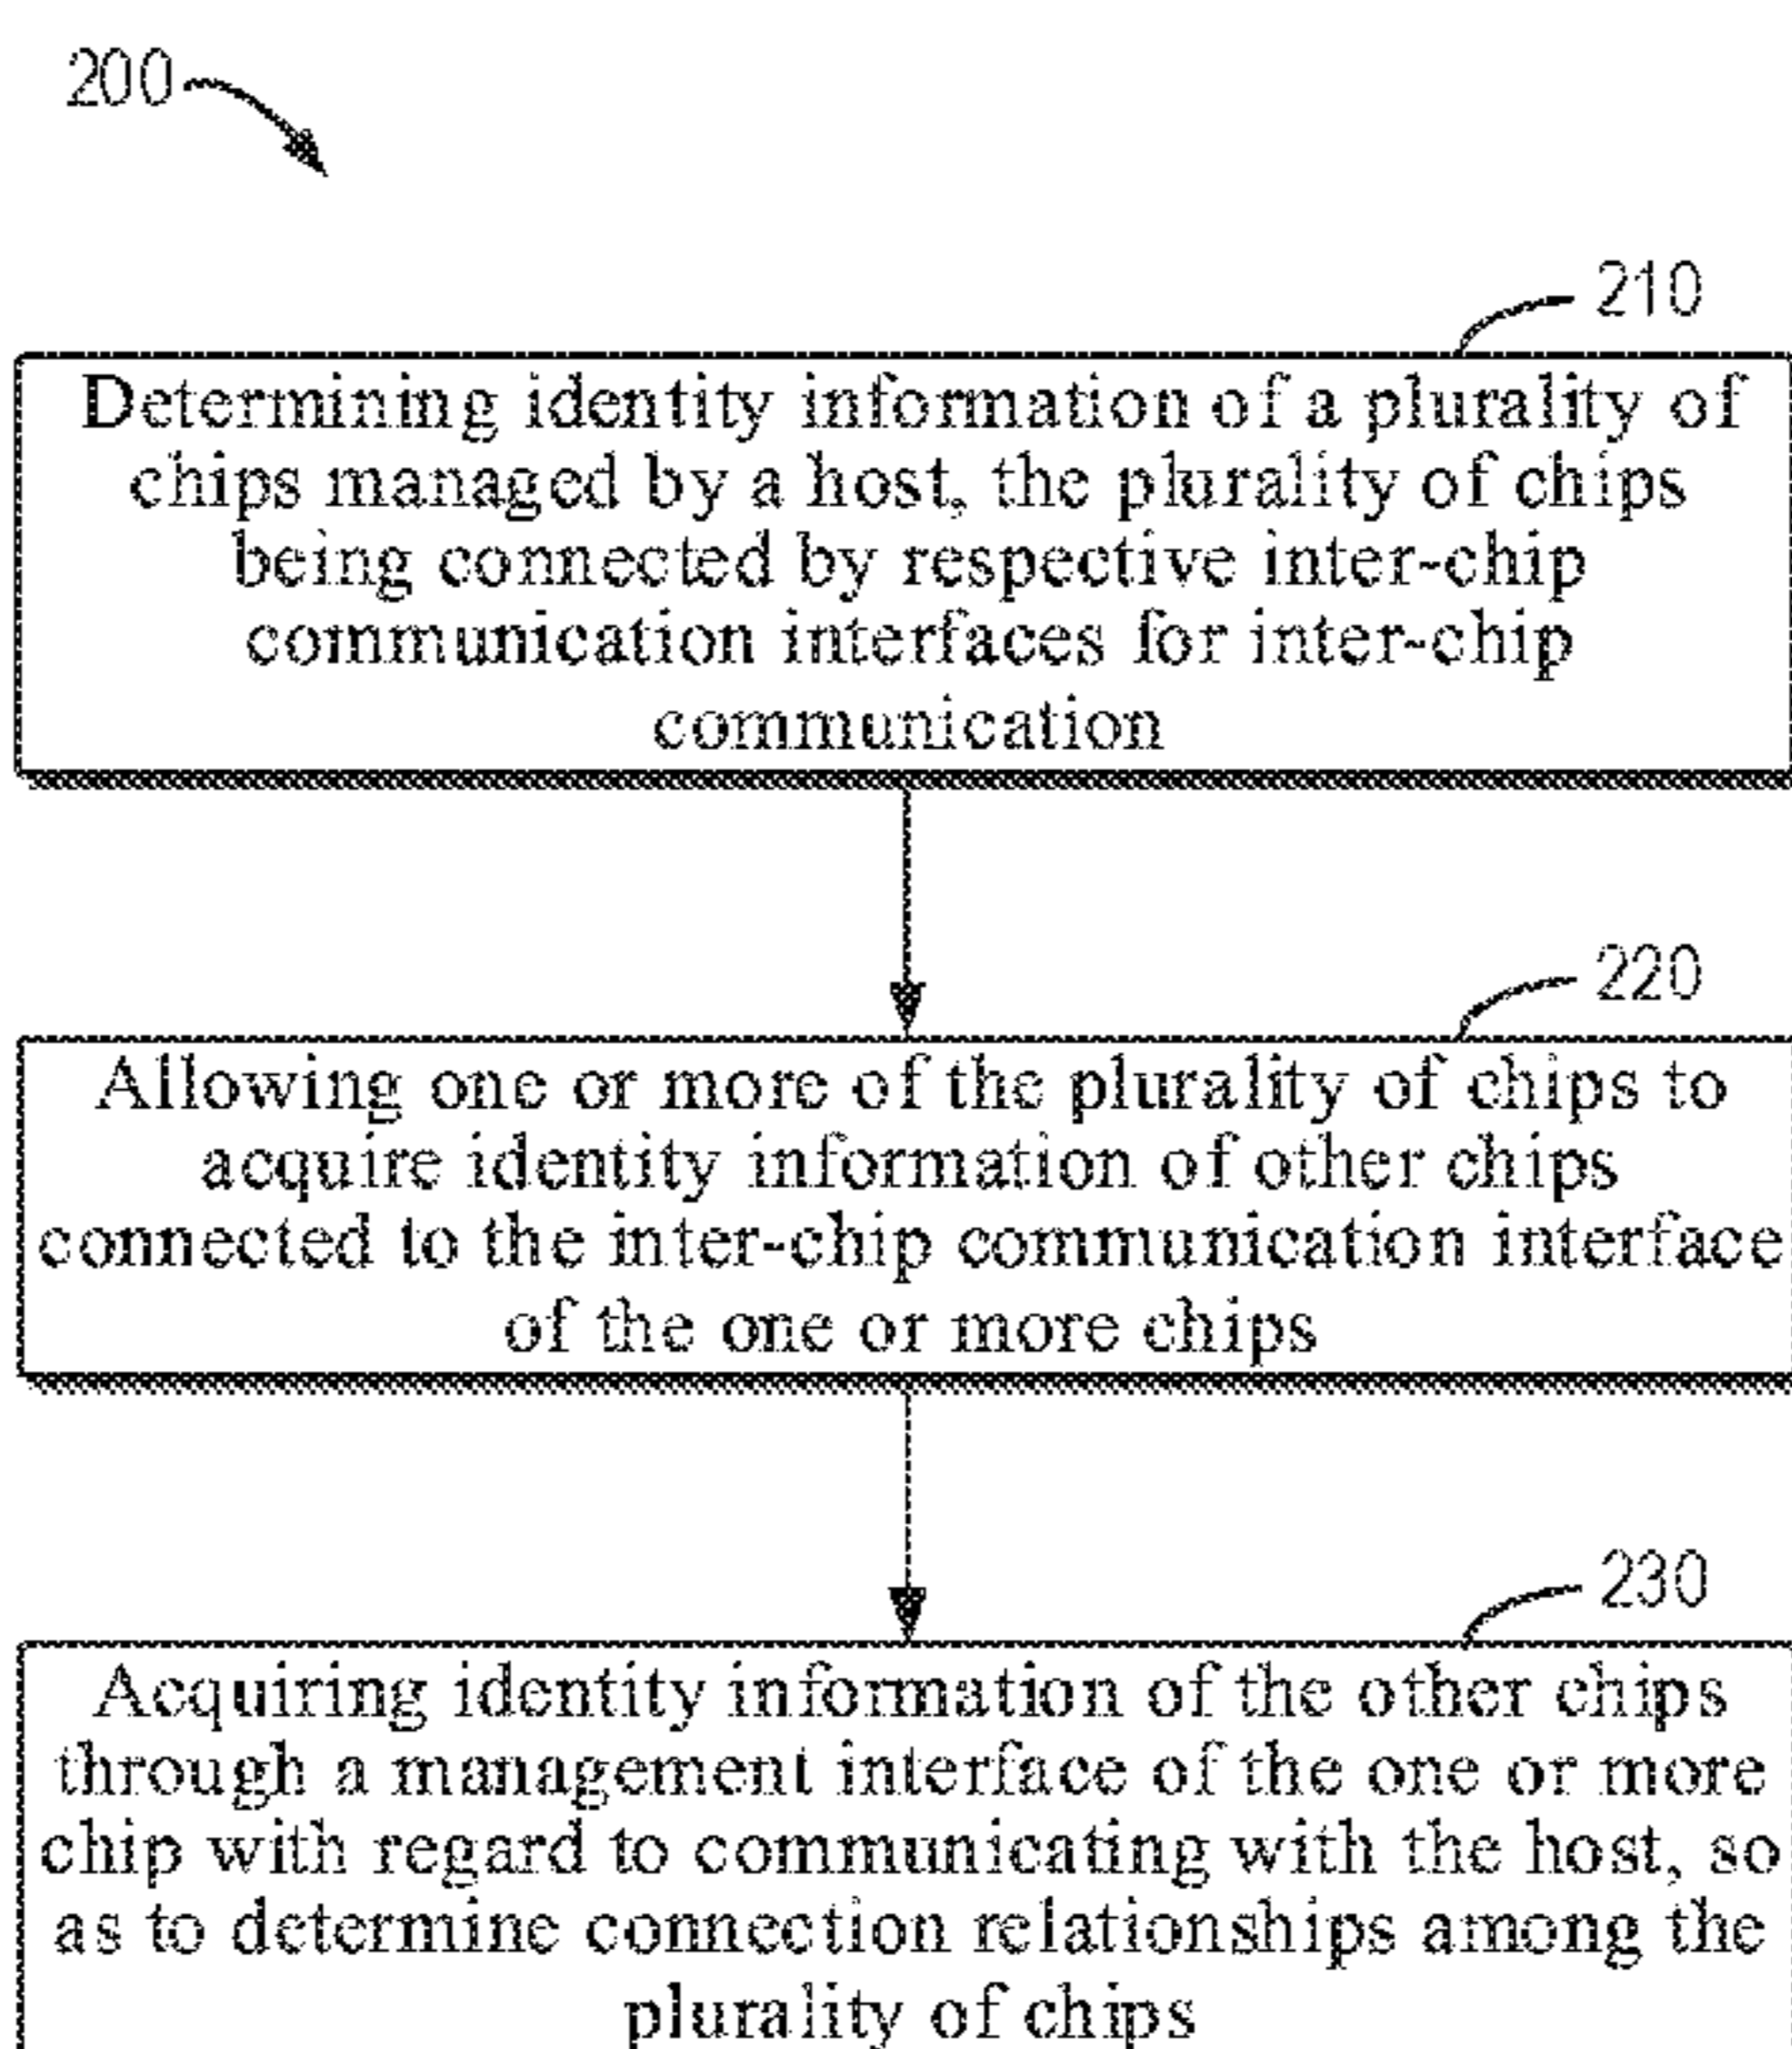 200
210
Determining identity information of a plurality of
chips managed by a host, the plurality of chips
being connected by respective inter-chip
communication interfaces for inter-chip
communication
220
Allowing one or more of the plurality of chips to
acquire identity information of other chips
connected to the inter-chip communication interface
of the one or more chips
230
Acquiring identity information of the other chips
through a management interface of the one or more
chip with regard to communicating with the host, so
as to determine connection relationships among the
plurality of chips